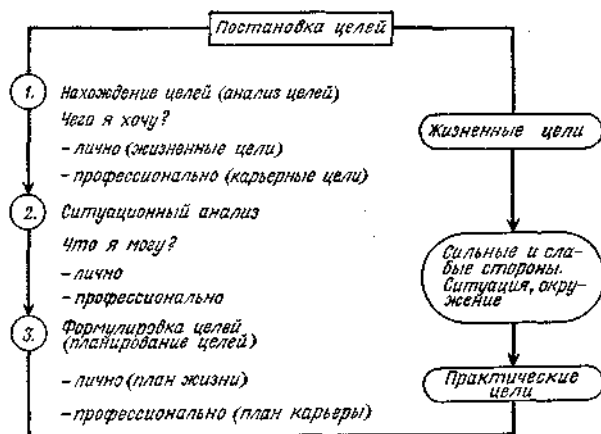 Постановка целей
1. Нахождение целей (анализ целей)
Чего я хочу?
– лично (жизненные цели)
– профессионально (карьерные цели)
2. Ситуационный анализ
Что я могу?
– лично
– профессионально
3. Формулировка целей
(планирование целей)
– лично (план жизни)
– профессионально (план карьеры)
Жизненные цели
Сильные и сла-
бые стороны.
Ситуация, окру-
жение
Практические
цели